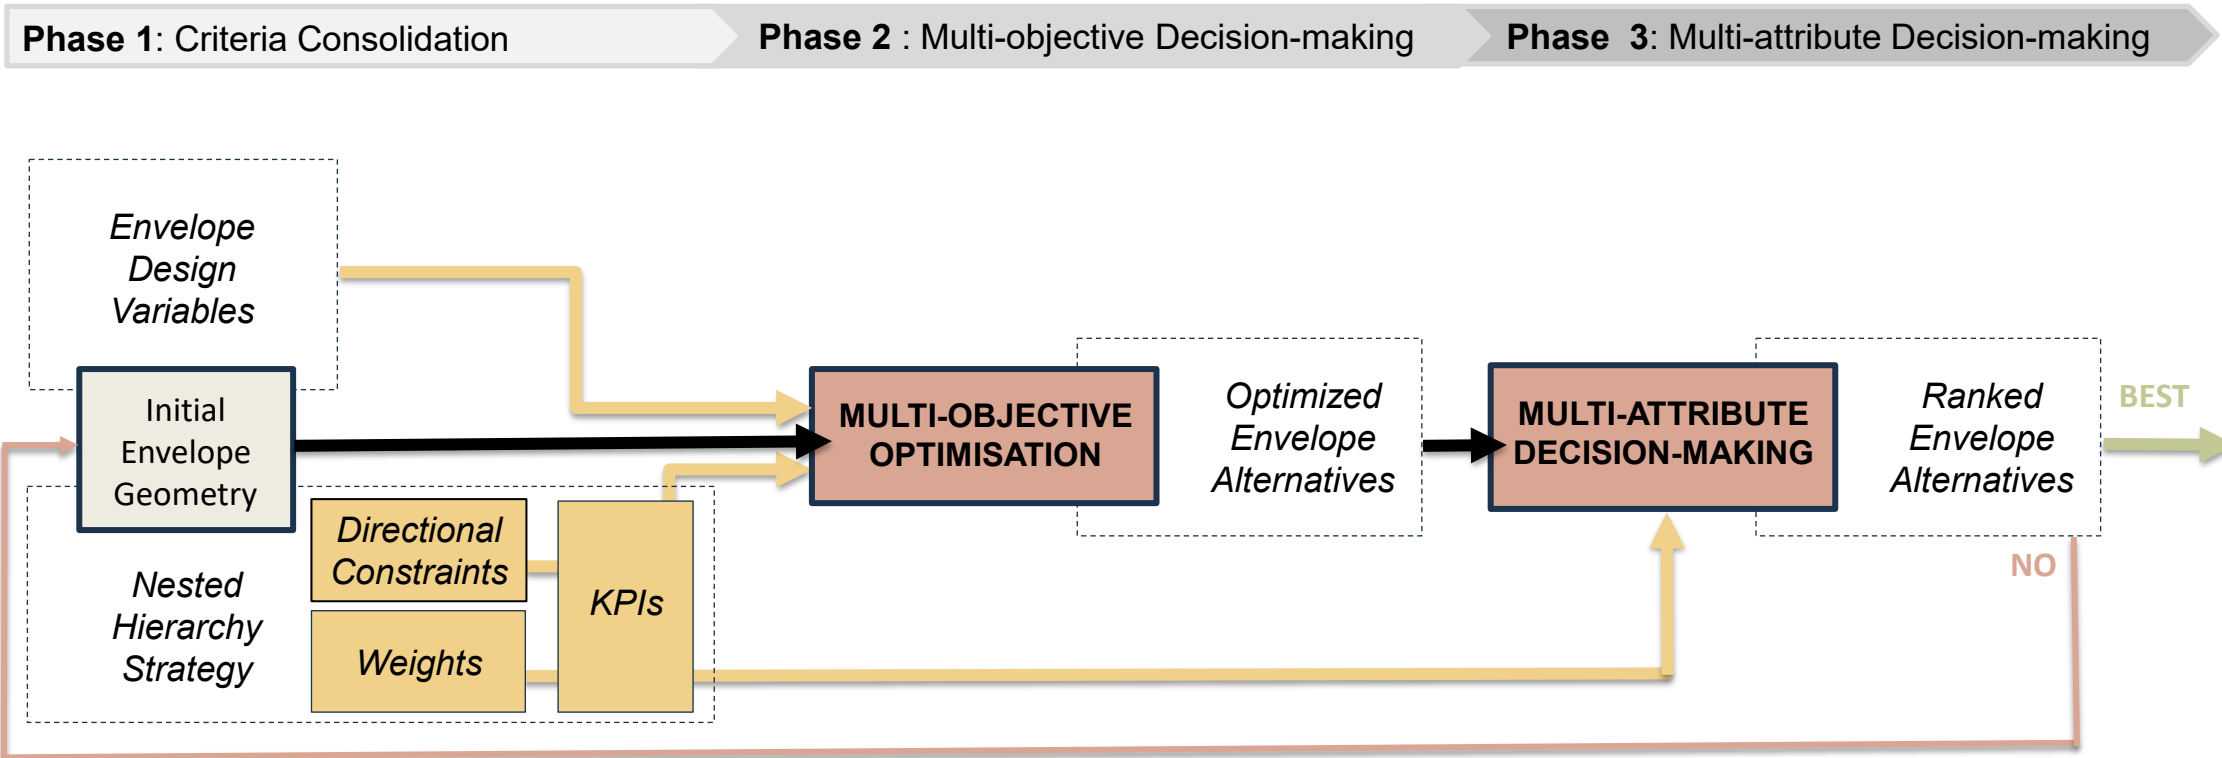 Phase 1: Criteria Consolidation
Phase 2 : Multi-objective Decision-making
Phase 3: Multi-attribute Decision-making
Envelope
Design
Variables
Initial
Envelope
Geometry
Nested
Hierarchy
Strategy
Directional
Constraints
Weights
KPIs
MULTI-OBJECTIVE
OPTIMISATION
Optimized
Envelope
Alternatives
MULTI-ATTRIBUTE
DECISION-MAKING
Ranked
Envelope
Alternatives
BEST
NO